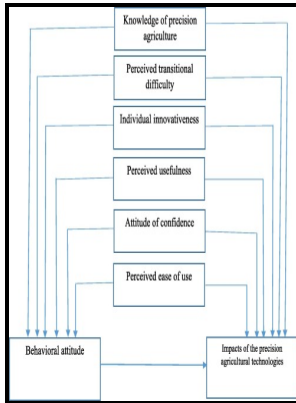 Knowledge of precision
agriculture
Perceived transitional
difficulty
Individual innovativeness
Perceived usefulness
Attitude of confidence
Perceived ease of use
Behavioral attitude
Impacts of the precision
agricultural technologies